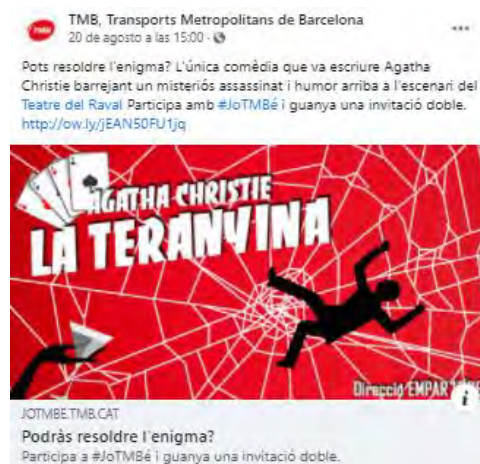 TMB, Transports Metropolitans de Barcelona
20 de agosto a las 15:00 ·
Pots resoldre l'enigma? L'única comèdia que va escriure Agatha
Christie barrejant un misteriós assassinat i humor arriba a l'escenari del
Teatre del Raval Participa amb #JoTMBé i guanya una invitació doble.
http://ow.ly/jEAN50FU1jq
AGATHA CHRISTIE
LA TERANYINA
Direcció EMPAR
JOTMBE.TMB.CAT
Podràs resoldre l'enigma?
Participa a #JoTMBé i guanya una invitació doble.